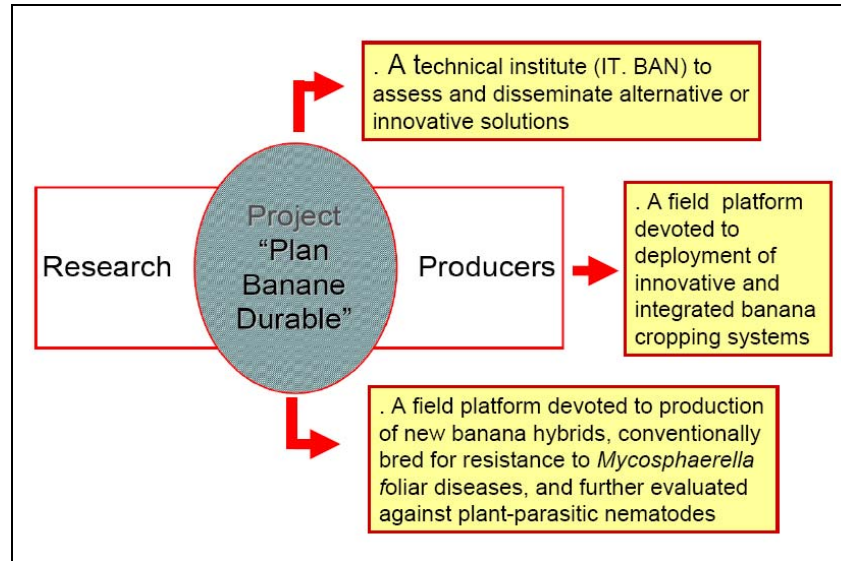 . A technical institute (IT. BAN) to
assess and disseminate alternative or
innovative solutions
Research
Project
“Plan
Banane
Durable”
Producers
. A field platform
devoted to
deployment of
innovative and
integrated banana
cropping systems
. A field platform devoted to production
of new banana hybrids, conventionally
bred for resistance to Mycosphaerella
foliar diseases, and further evaluated
against plant-parasitic nematodes